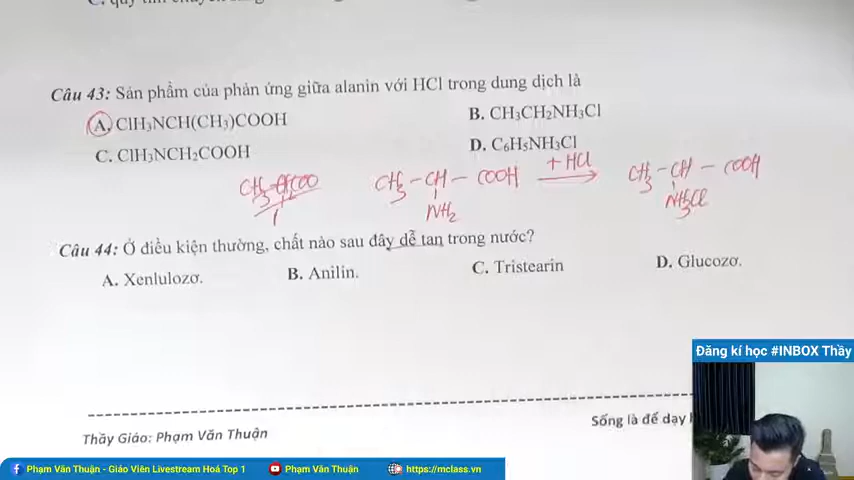 Câu 43: Sản phẩm của phản ứng giữa alanin với HCl trong dung dịch là
A. ClH₃NCH(CH₃)COOH
B. CH₃CH₂NH₃Cl
C. ClH₃NCH₂COOH
D. C₆H₅NH₃Cl
CH₃ - CH - COOH + HCl → CH₃ - CH - COOH
NH₂ NH₃Cl
Câu 44: Ở điều kiện thường, chất nào sau đây dễ tan trong nước?
A. Xenlulozơ.
B. Anilin.
C. Tristearin
D. Glucozơ.
Đăng kí học #INBOX Thầy
Thầy Giáo: Phạm Văn Thuận
Sống là để dạy
Phạm Văn Thuận - Giáo Viên Livestream Hoá Top 1
Phạm Văn Thuận
https://mclass.vn